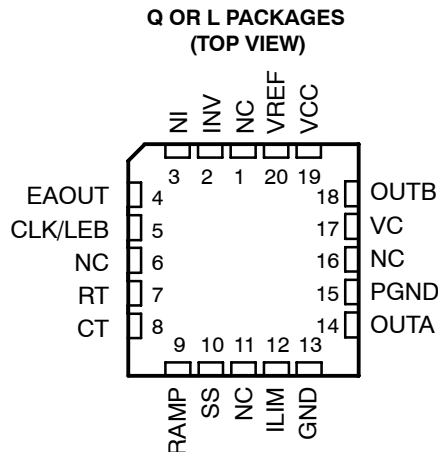 Q OR L PACKAGES
(TOP VIEW)
NI INV NC VREF VCC
3 2 1 20 19
EAOUT 4 18 OUTB
CLK/LEB 5 17 VC
NC 6 16 NC
RT 7 15 PGND
CT 8 14 OUTA
9 10 11 12 13
RAMP SS NC ILIM GND